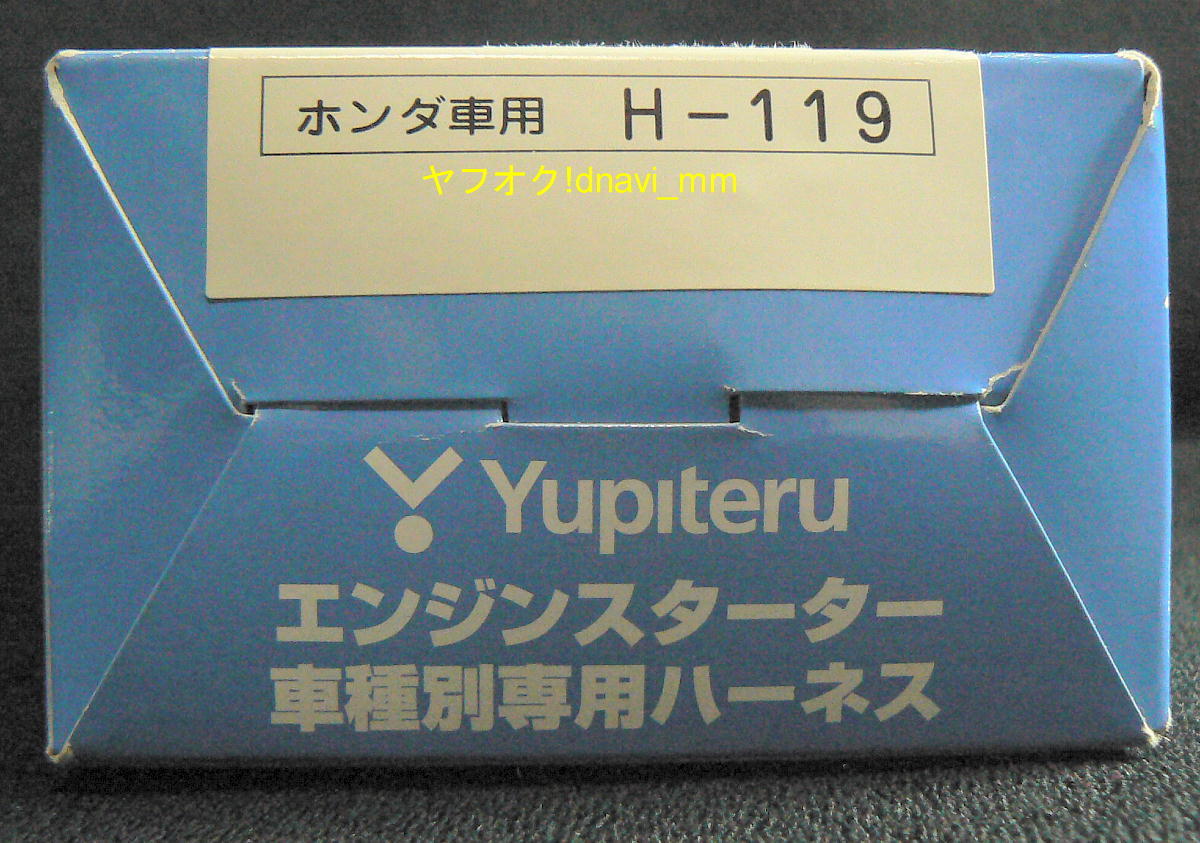 ホンダ車用 H-119
ヤフオク!dnavi_mm
Yupiteru
エンジンスターター
車種別専用ハーネス